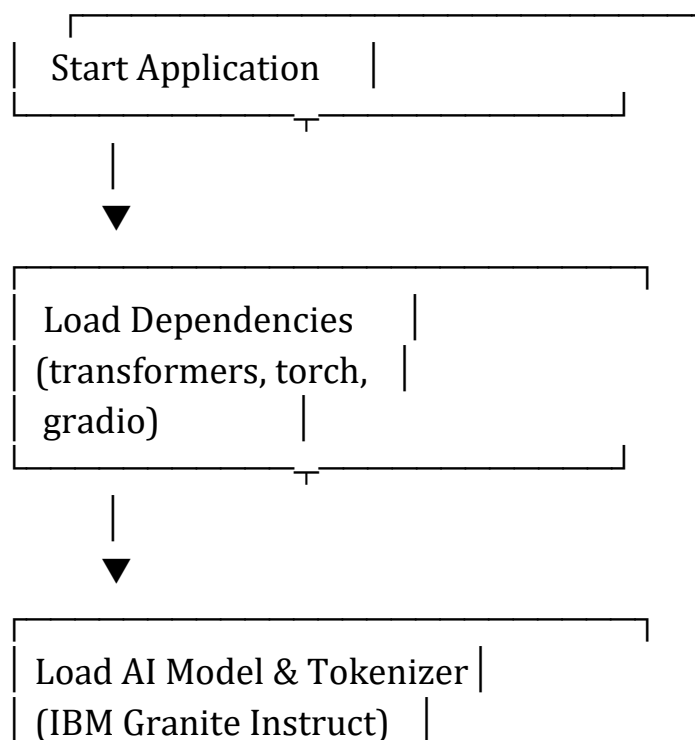 Start Application
Load Dependencies
(transformers, torch,
gradio)
Load AI Model & Tokenizer
(IBM Granite Instruct)